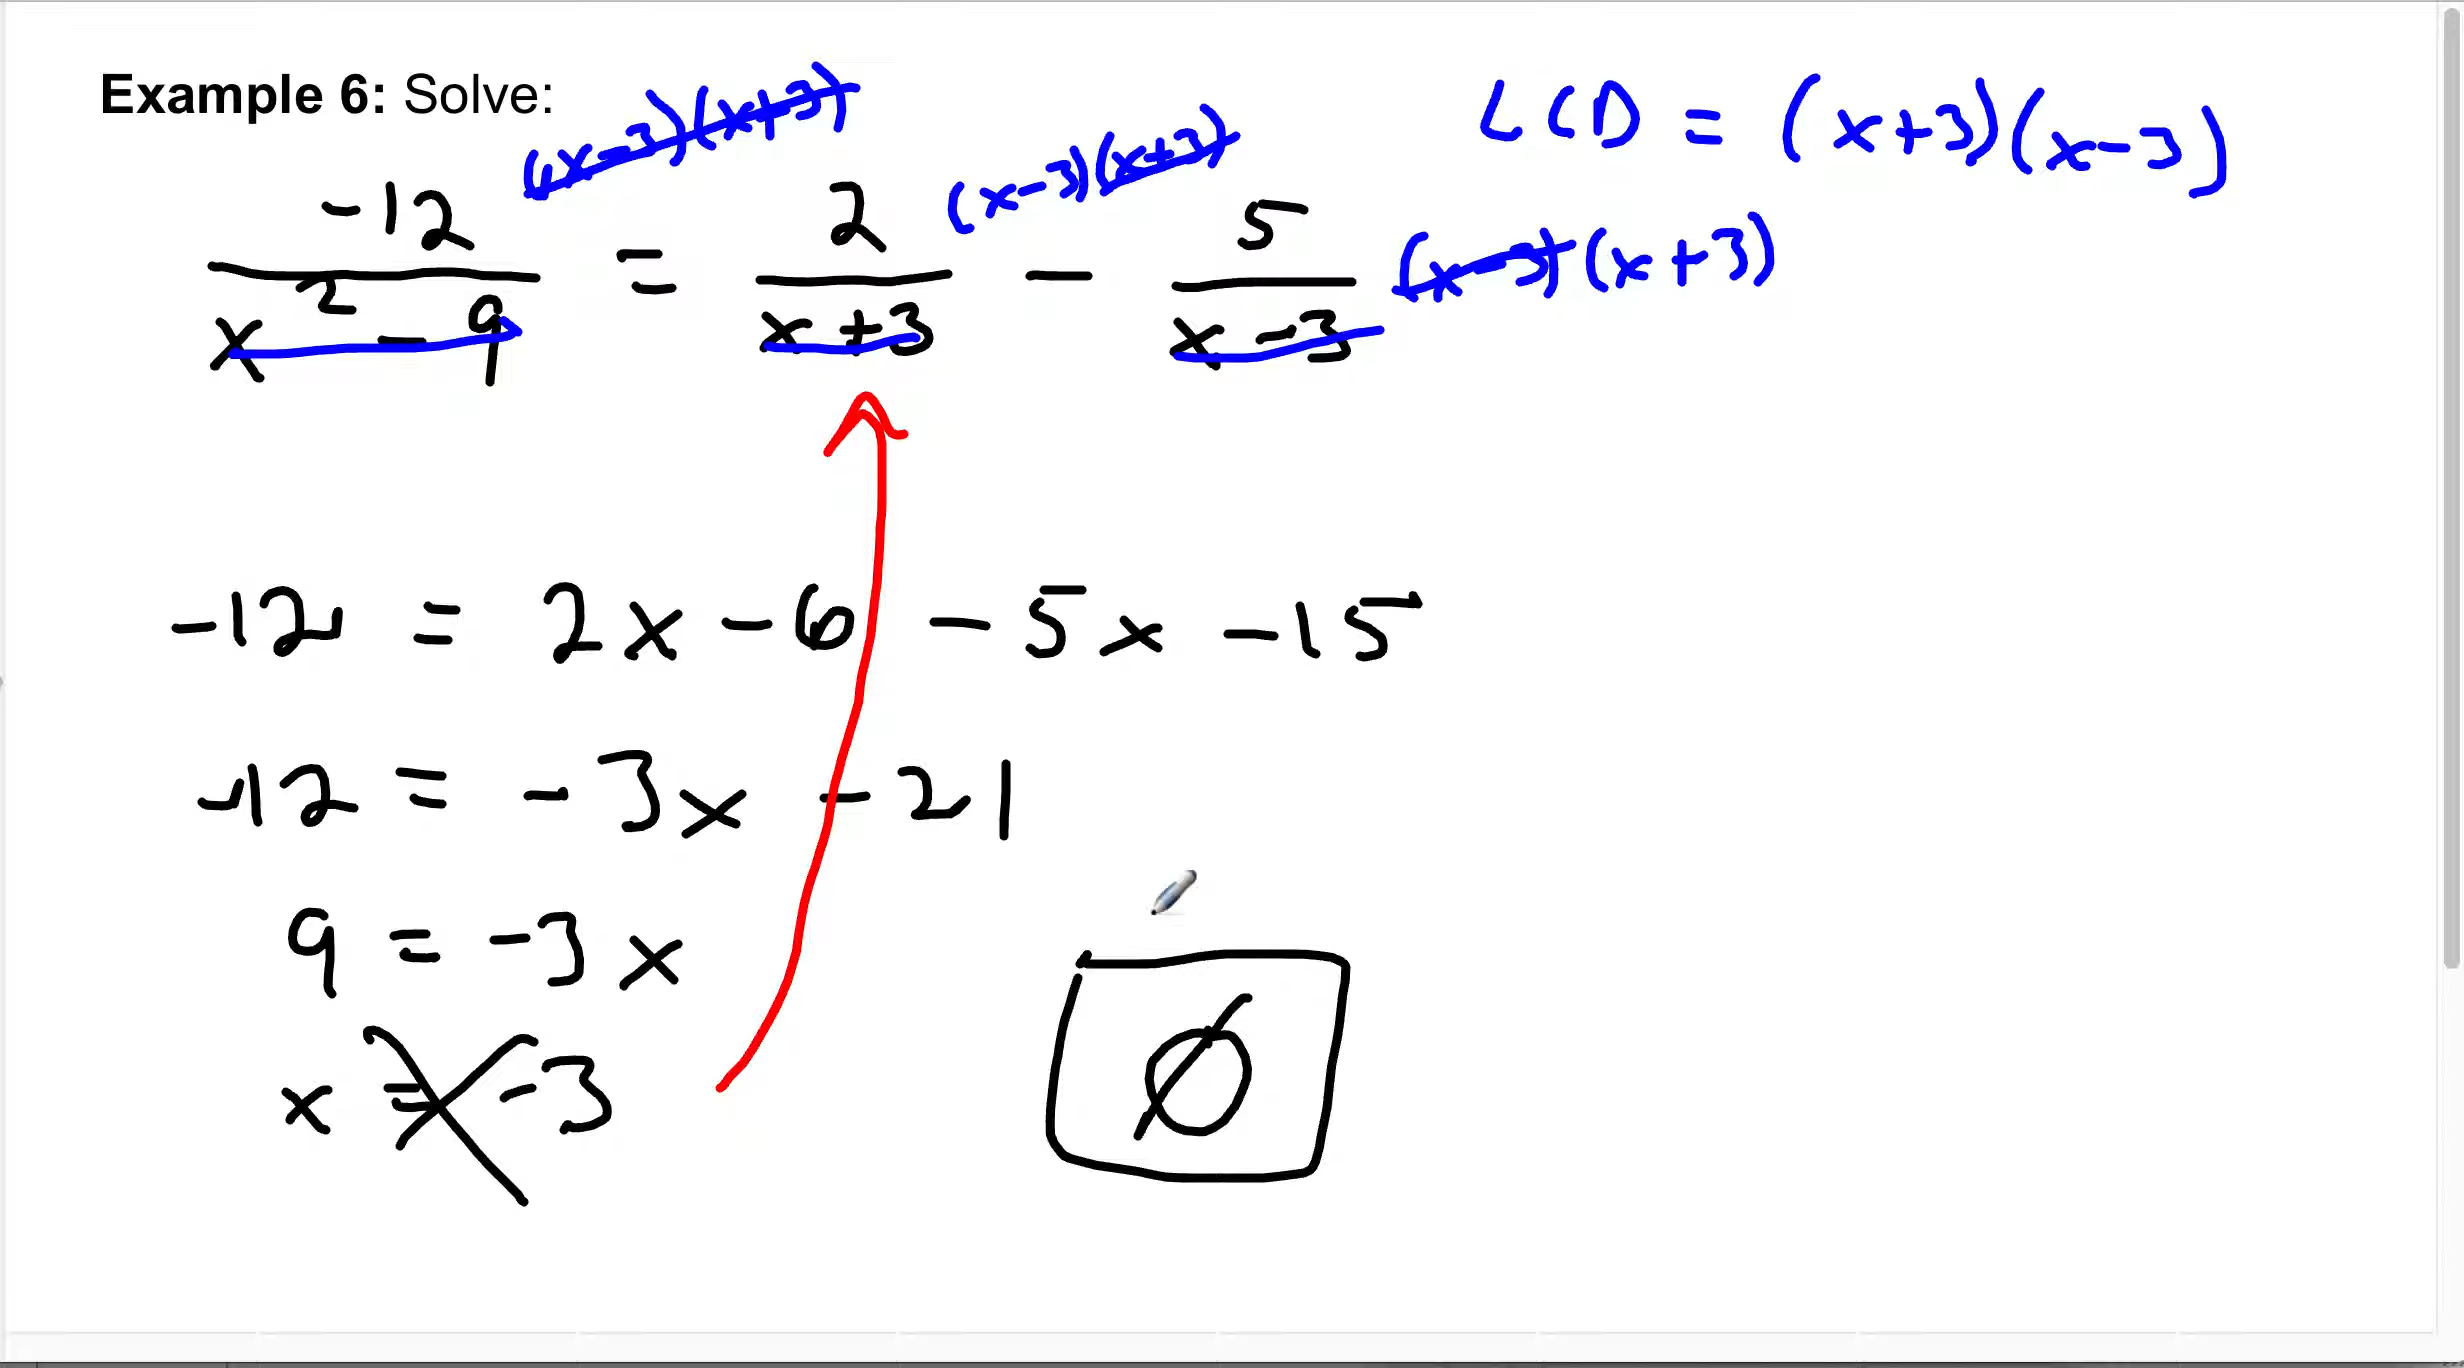 Example 6: Solve:
(x-3)(x+3) LCD = (x+3)(x-3)
-12/(x² - 9) = 2/(x+3) (x-3)(x+3) - 5/(x-3) (x-3)(x+3)
-12 = 2x - 6 - 5x - 15
-12 = -3x - 21
9 = -3x
x = -3
∅